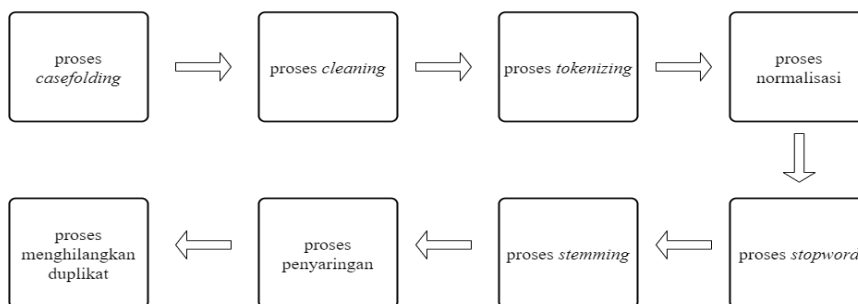 proses
casefolding
proses cleaning
proses tokenizing
proses
normalisasi
proses stopword
proses stemming
proses
penyaringan
proses
menghilangkan
duplikat